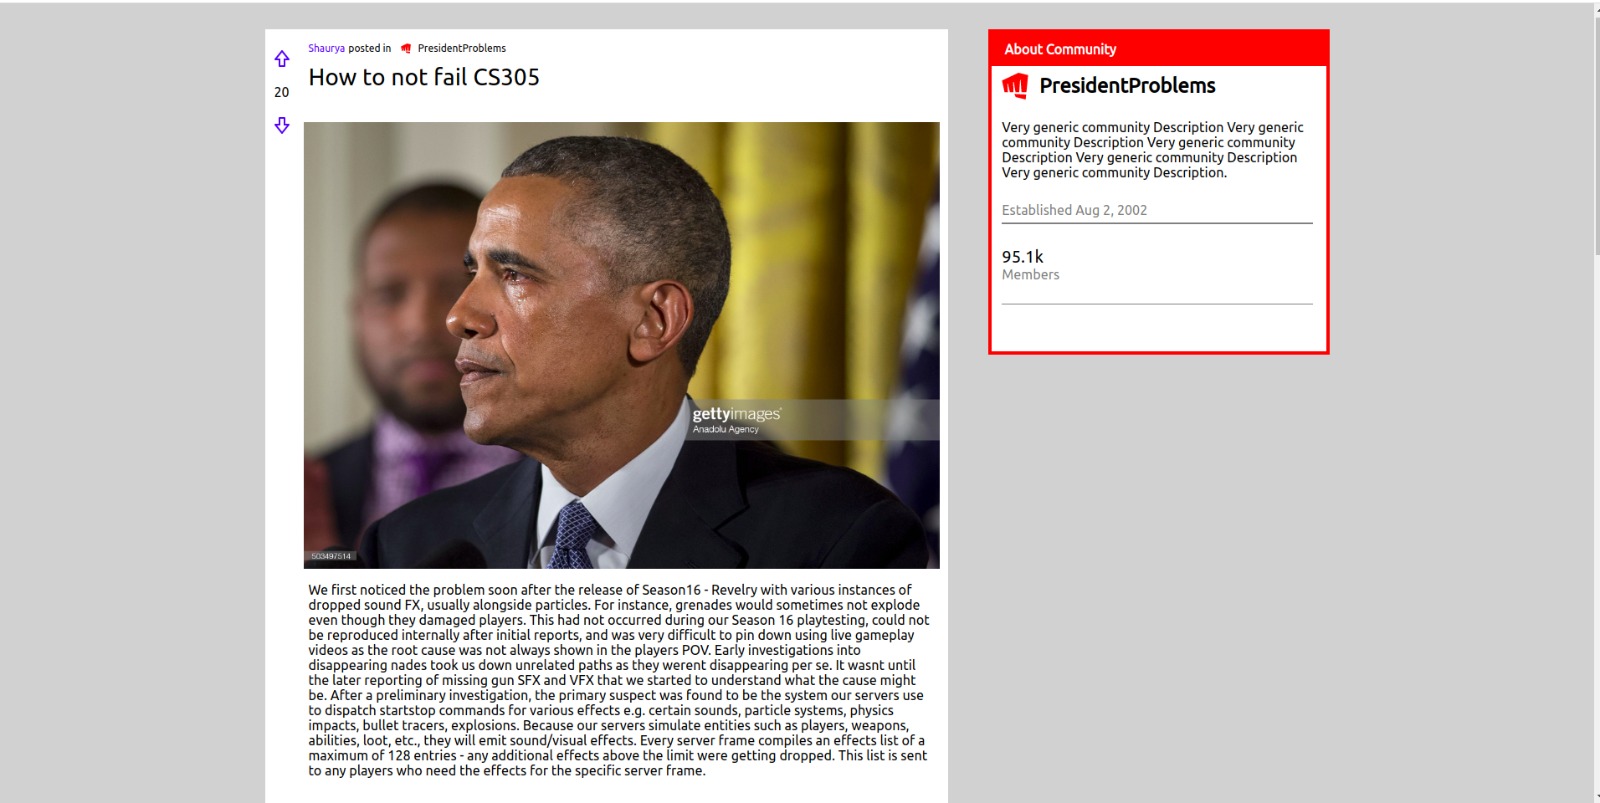 Shaurya posted in PresidentProblems
How to not fail CS305
20
gettyimages®
Anadolu Agency
503497514
We first noticed the problem soon after the release of Season16 - Revelry with various instances of
dropped sound FX, usually alongside particles. For instance, grenades would sometimes not explode
even though they damaged players. This had not occurred during our Season 16 playtesting, could not
be reproduced internally after initial reports, and was very difficult to pin down using live gameplay
videos as the root cause was not always shown in the players POV. Early investigations into
disappearing nades took us down unrelated paths as they werent disappearing per se. It wasnt until
the later reporting of missing gun SFX and VFX that we started to understand what the cause might
be. After a preliminary investigation, the primary suspect was found to be the system our servers use
to dispatch startstop commands for various effects e.g. certain sounds, particle systems, physics
impacts, bullet tracers, explosions. Because our servers simulate entities such as players, weapons,
abilities, loot, etc., they will emit sound/visual effects. Every server frame compiles an effects list of a
maximum of 128 entries - any additional effects above the limit were getting dropped. This list is sent
to any players who need the effects for the specific server frame.
About Community
PresidentProblems
Very generic community Description Very generic
community Description Very generic community
Description Very generic community Description
Very generic community Description.
Established Aug 2, 2002
95.1k
Members